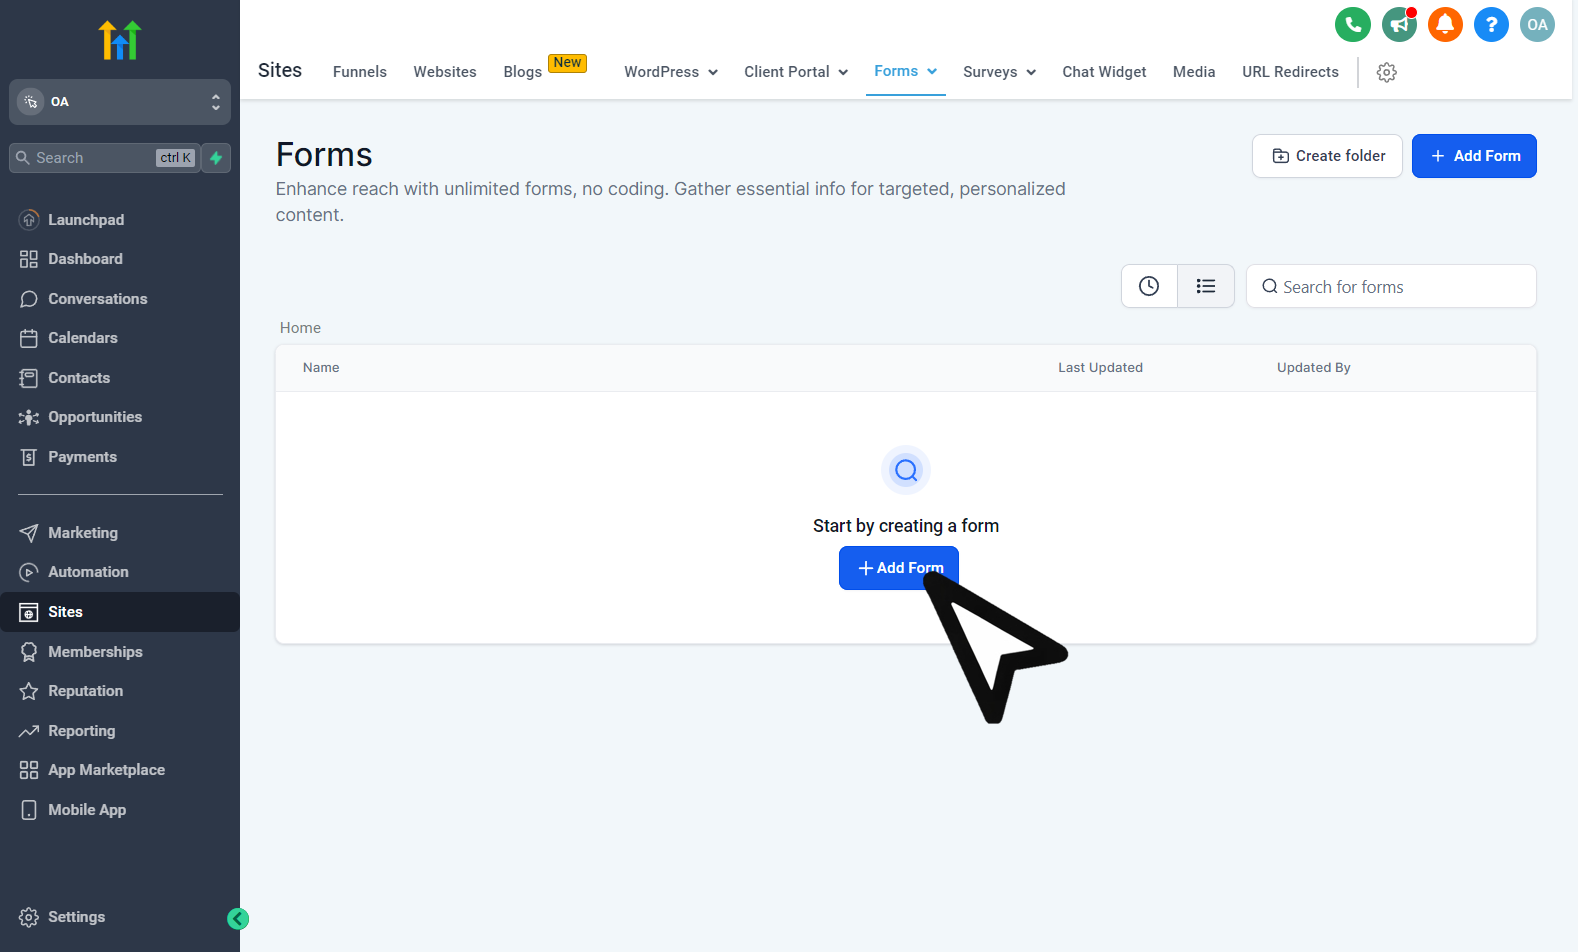 OA
Search
ctrl K
Launchpad
Dashboard
Conversations
Calendars
Contacts
Opportunities
Payments
Marketing
Automation
Sites
Memberships
Reputation
Reporting
App Marketplace
Mobile App
Settings
OA
Sites Funnels Websites Blogs New WordPress Client Portal Forms Surveys Chat Widget Media URL Redirects
Forms
Enhance reach with unlimited forms, no coding. Gather essential info for targeted, personalized
content.
Create folder
+ Add Form
Search for forms
Home
Name Last Updated Updated By
Start by creating a form
+ Add Form